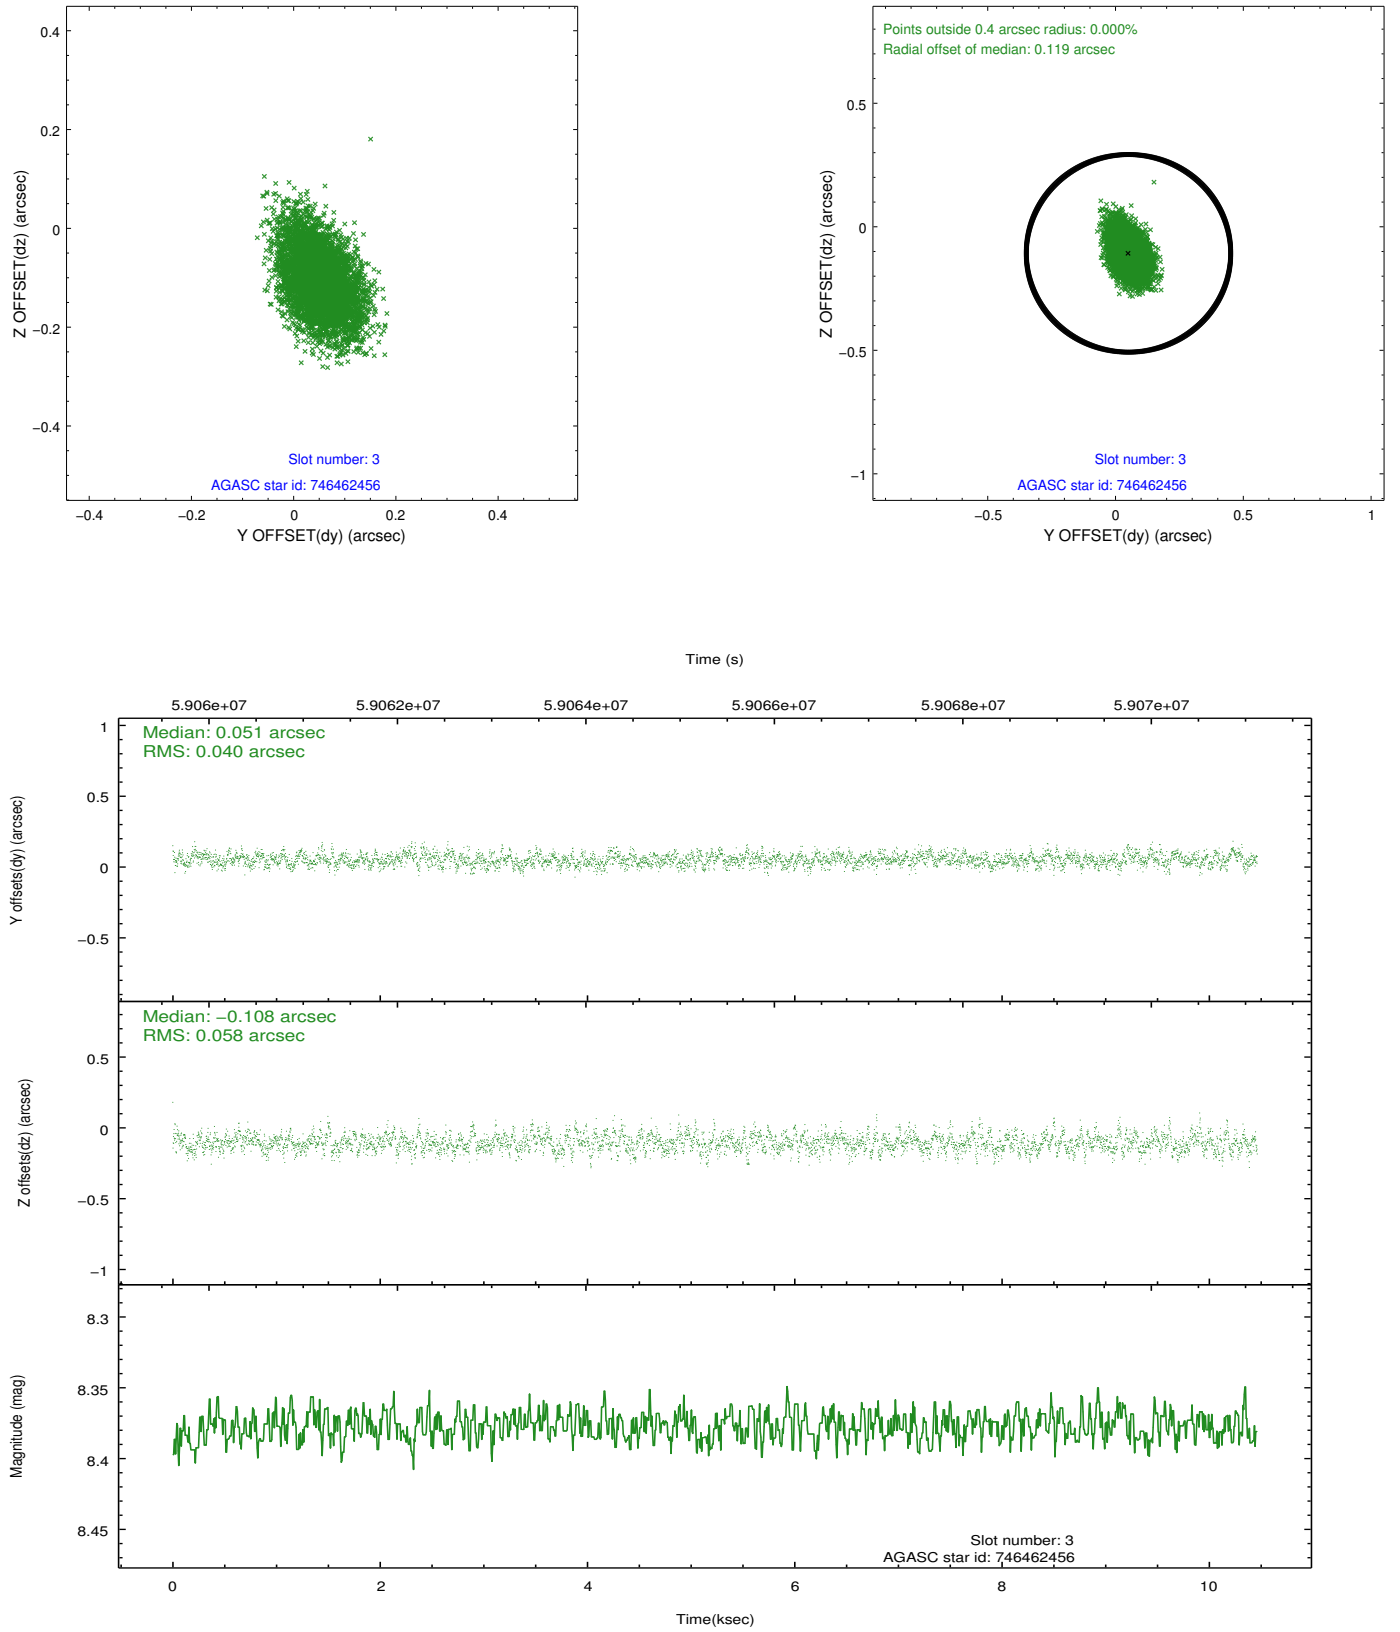 0.4
0.2
0
−0.2
−0.4
Z OFFSET(dz) (arcsec)
Slot number: 3
AGASC star id: 746462456
−0.4
−0.2
0
0.2
0.4
Y OFFSET(dy) (arcsec)
Points outside 0.4 arcsec radius: 0.000%
Radial offset of median: 0.119 arcsec
0.5
0
−0.5
−1
Z OFFSET(dz) (arcsec)
Slot number: 3
AGASC star id: 746462456
−0.5
0
0.5
1
Y OFFSET(dy) (arcsec)
Time (s)
5.906e+07
5.9062e+07
5.9064e+07
5.9066e+07
5.9068e+07
5.907e+07
Median: 0.051 arcsec
RMS: 0.040 arcsec
1
0.5
0
−0.5
Y offsets(dy) (arcsec)
Median: −0.108 arcsec
RMS: 0.058 arcsec
0.5
0
−0.5
−1
Z offsets(dz) (arcsec)
8.3
8.35
8.4
8.45
Magnitude (mag)
Slot number: 3
AGASC star id: 746462456
0
2
4
6
8
10
Time(ksec)